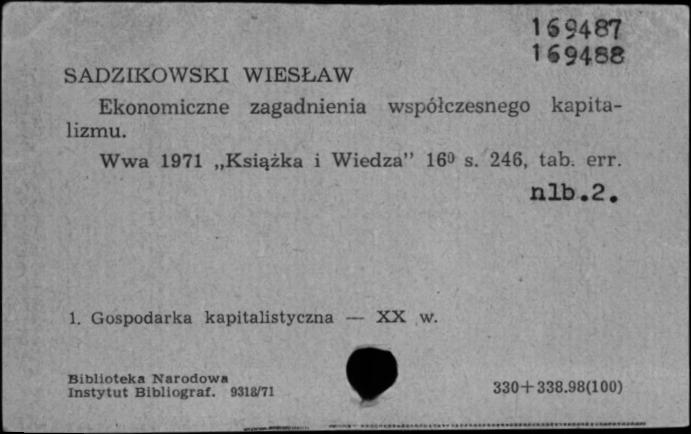 169487
169488
SADZIKOWSKI WIESŁAW
Ekonomiczne zagadnienia współczesnego kapita-
lizmu.
Wwa 1971 „Książka i Wiedza” 16⁰ s. 246, tab. err.
nlb.2.
1. Gospodarka kapitalistyczna — XX w.
Biblioteka Narodowa
Instytut Bibliograf. 9318/71
330+338.98(100)